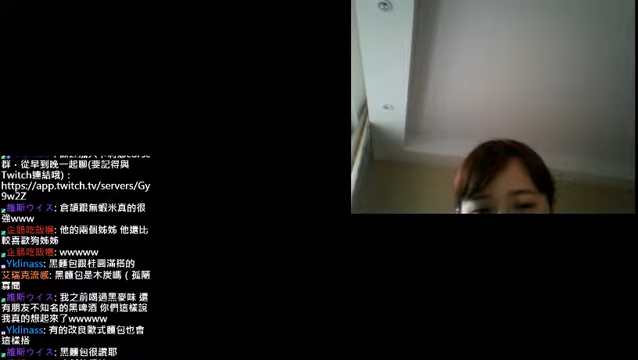 群，從早到晚一起聊(要記得與
Twitch連結哦)：
https://app.twitch.tv/servers/Gy
9w2Z
維斯ウイス: 倉頡跟無蝦米真的很
強www
企鵝吃飯糰: 他的兩個姊姊 他還比
較喜歡狗姊姊
企鵝吃飯糰: wwwww
Yklinass: 黑麵包跟桂圓滿搭的
艾瑞克流感: 黑麵包是木炭嗎（孤陋
寡聞
維斯ウイス: 我之前喝過黑麥味 還
有朋友不知名的黑啤酒 你們這樣說
我真的想起來了wwwww
Yklinass: 有的改良歐式麵包也會
這樣搭
維斯ウイス: 黑麵包很讚耶